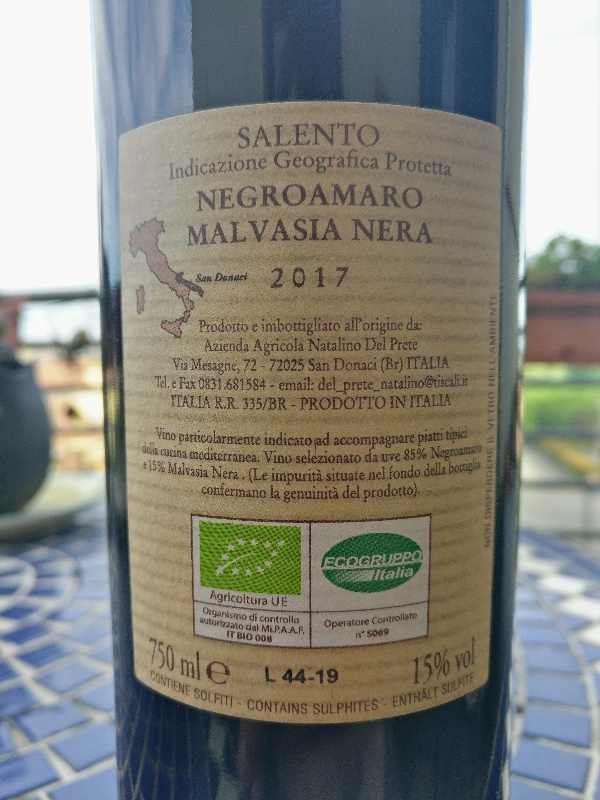 SALENTO
Indicazione Geografica Protetta
NEGROAMARO
MALVASIA NERA
San Donaci
2017
Prodotto e imbottigliato all'origine da:
Azienda Agricola Natalino Del Prete
Via Mesagne, 72 - 72025 San Donaci (Br) ITALIA
Tel. e Fax 0831.681584 - email: del_prete_natalino@tiscali.it
ITALIA R.R. 335/BR - PRODOTTO IN ITALIA
Vino particolarmente indicato ad accompagnare piatti tipici
della cucina mediterranea. Vino selezionato da uve 85% Negroamaro
e 15% Malvasia Nera . (Le impurità situate nel fondo della bottiglia
confermano la genuinità del prodotto).
NON DISPERDERE IL VETRO NELL'AMBIENTE
ECOGRUPPO
Italia
Agricoltura UE
Organismo di controllo
autorizzato dal Mi.P.A.A.F.
IT BIO 008
Operatore Controllato
n° 5069
750 ml e
L 44-19
15% vol
CONTIENE SOLFITI - CONTAINS SULPHITES - ENTHÄLT SULFITE